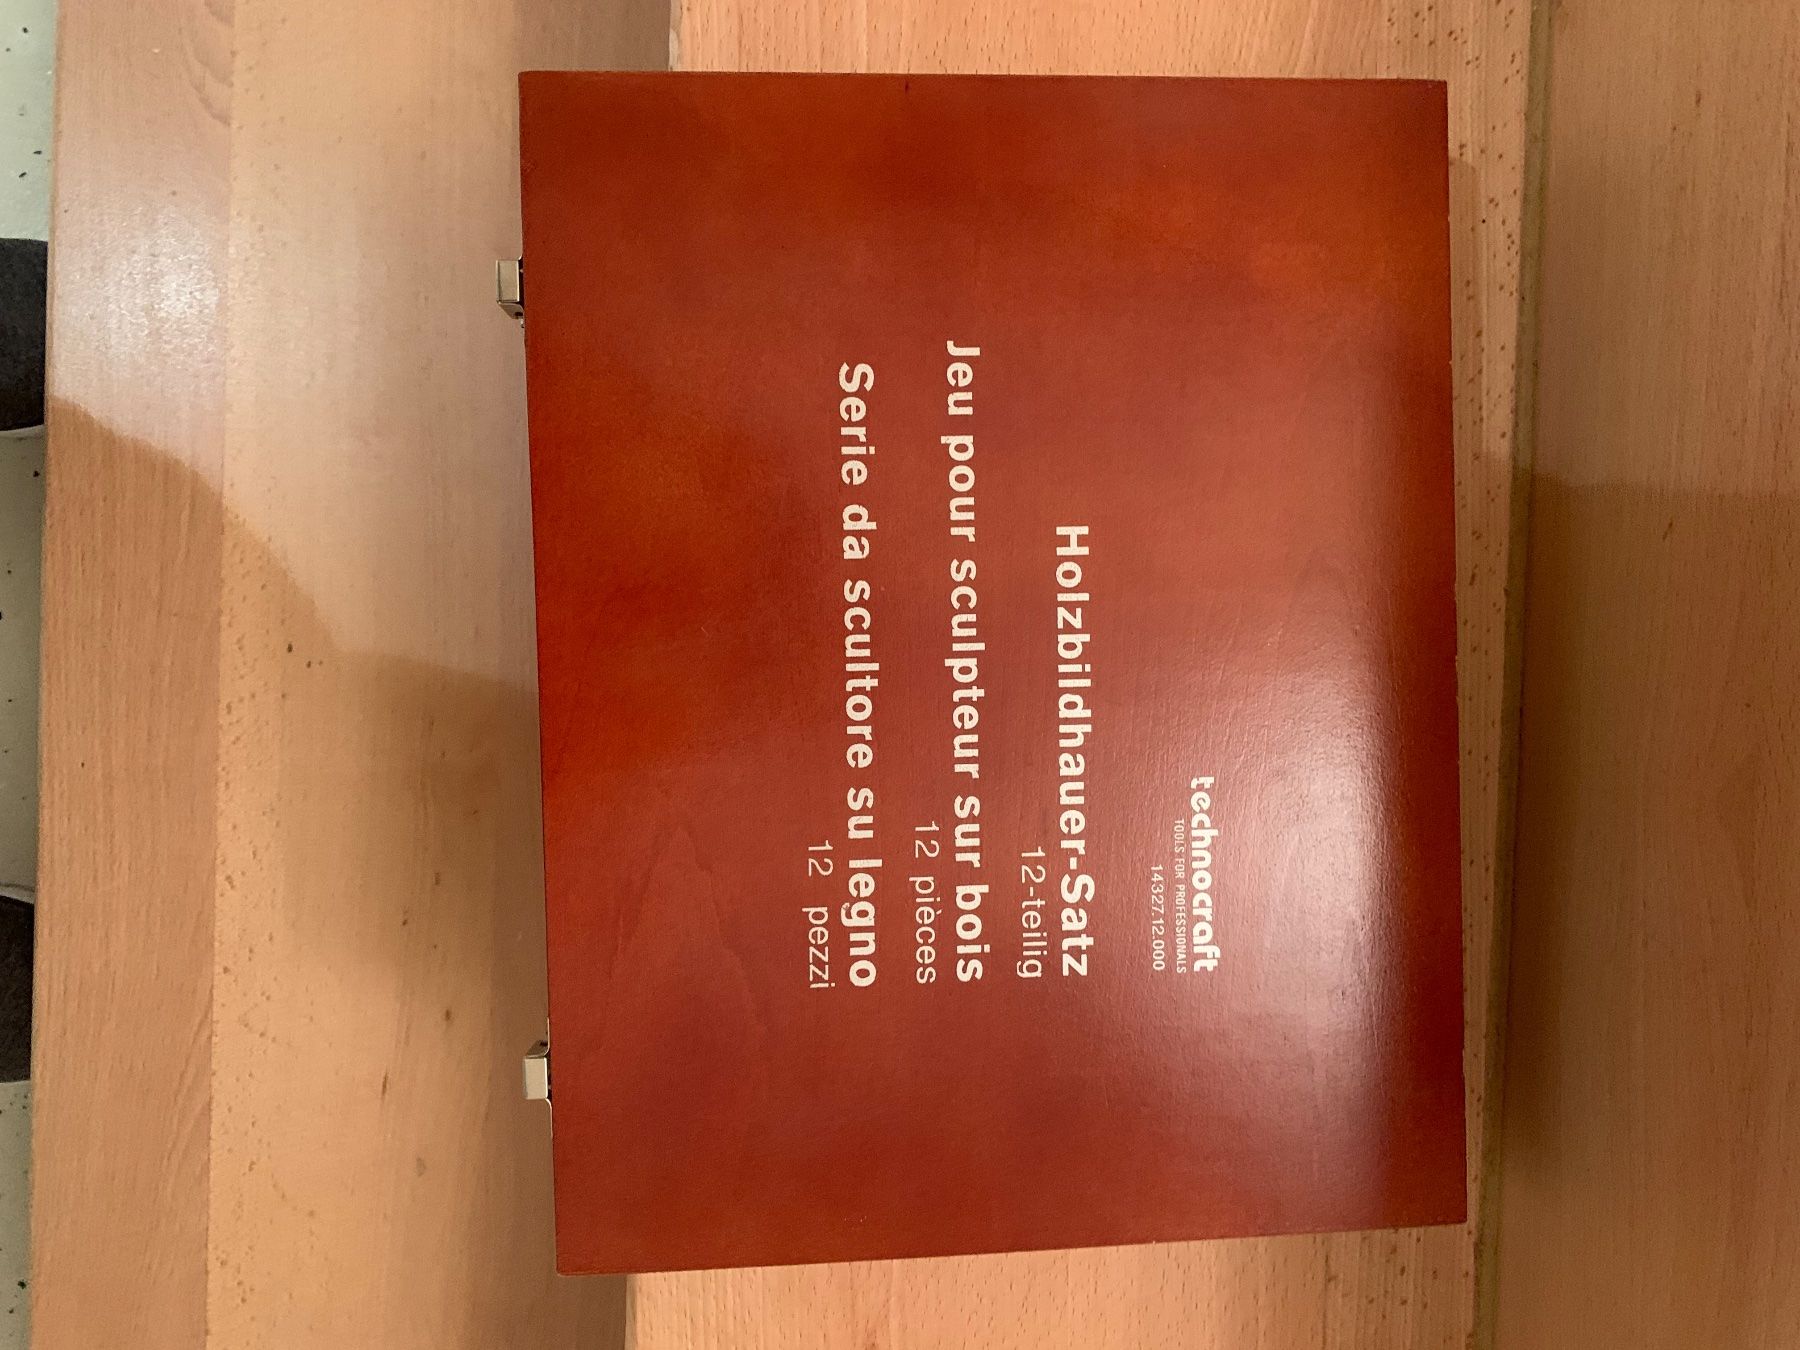 technocraft
TOOLS FOR PROFESSIONALS
14327.12.000
Holzbildhauer-Satz
12-teilig
Jeu pour sculpteur sur bois
12 pièces
Serie da scultore su legno
12 pezzi